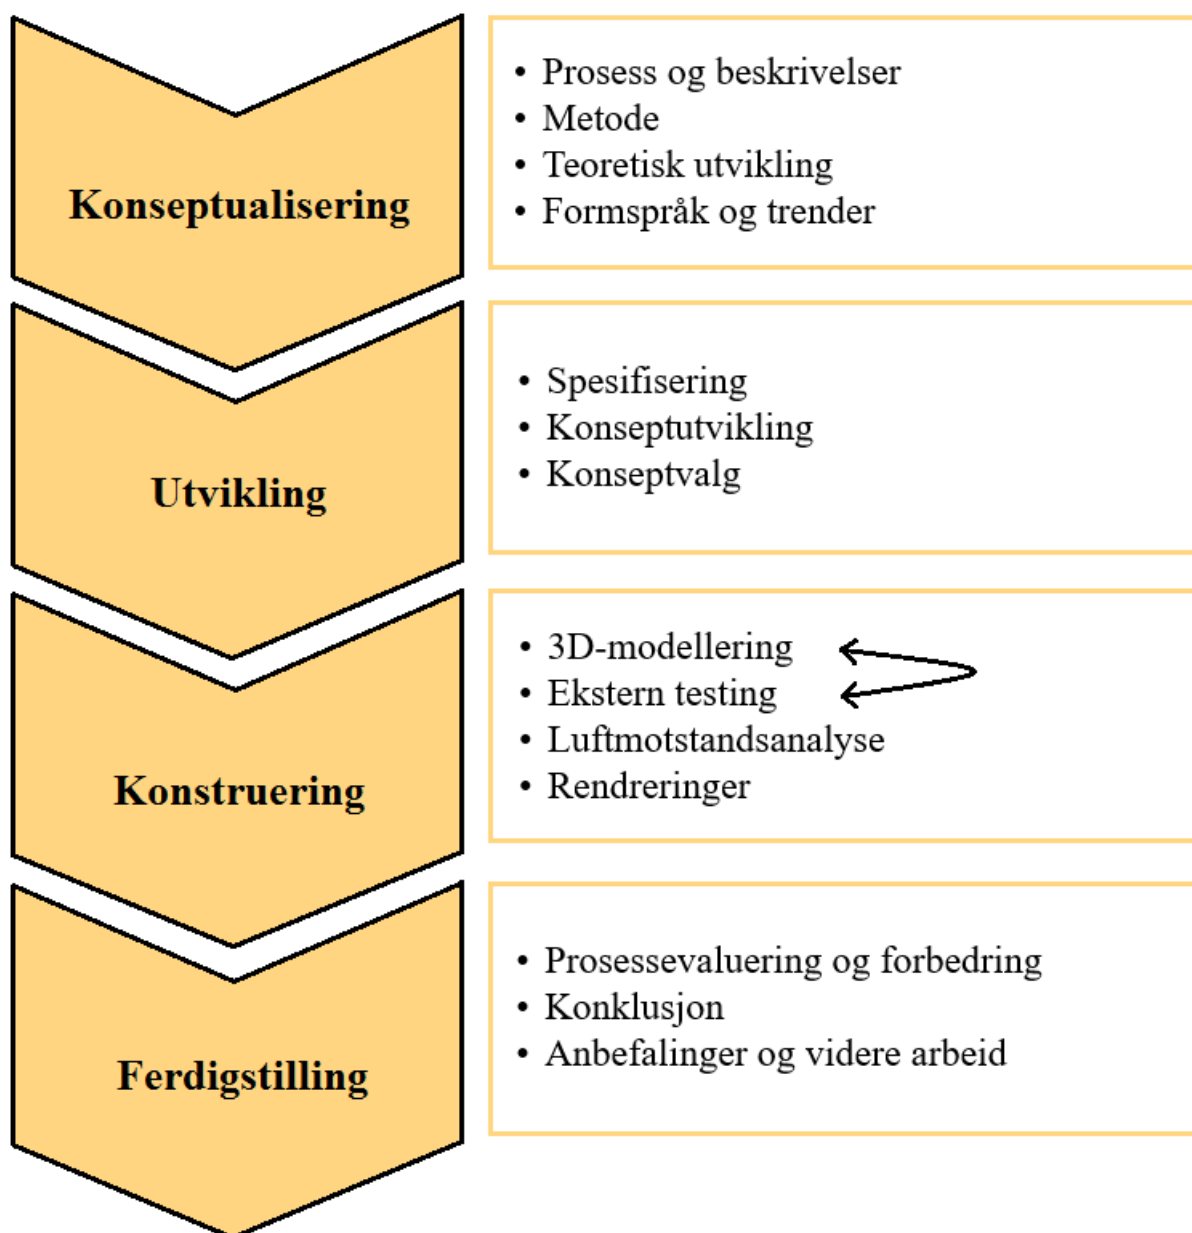 Konseptualisering
• Prosess og beskrivelser
• Metode
• Teoretisk utvikling
• Formspråk og trender
Utvikling
• Spesifisering
• Konseptutvikling
• Konseptvalg
Konstruering
• 3D-modellering
• Ekstern testing
• Luftmotstandsanalyse
• Rendreringer
Ferdigstilling
• Prosessevaluering og forbedring
• Konklusjon
• Anbefalinger og videre arbeid